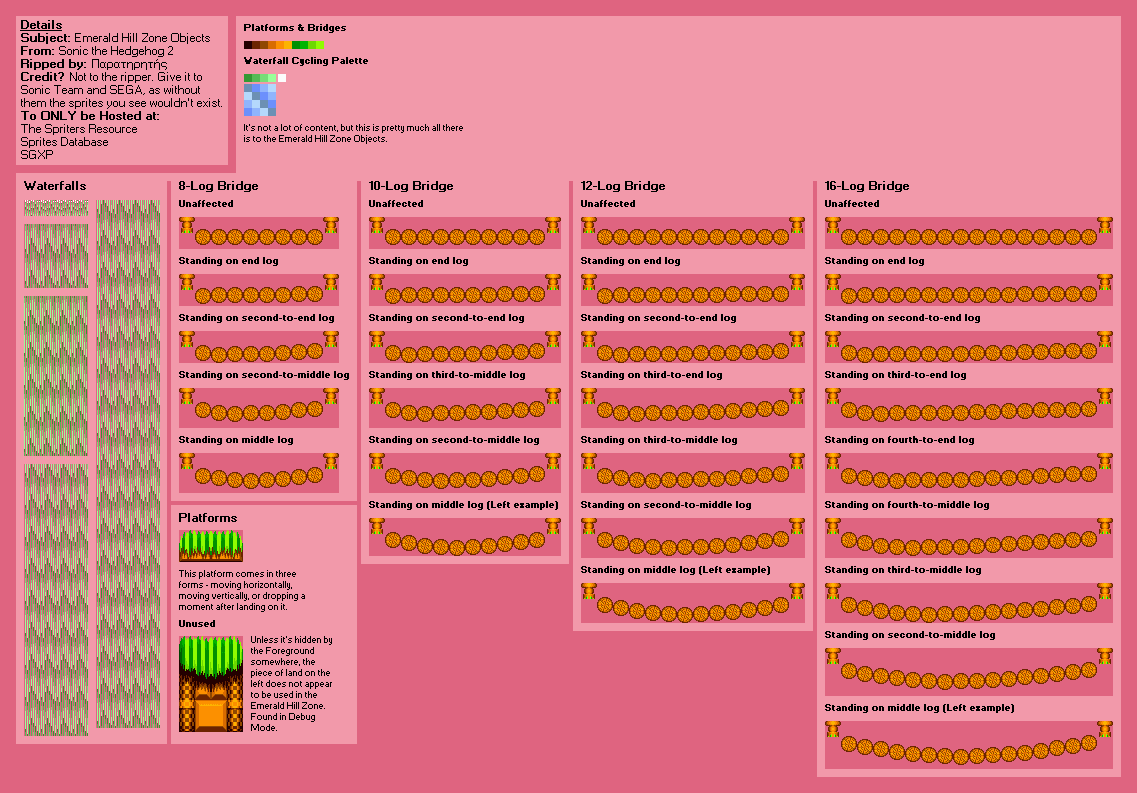 Details
Subject: Emerald Hill Zone Objects
From: Sonic the Hedgehog 2
Ripped by: Παρατηρητής
Credit? Not to the ripper. Give it to
Sonic Team and SEGA, as without
them the sprites you see wouldn't exist.
To ONLY be Hosted at:
The Spriters Resource
Sprites Database
SGXP
Platforms & Bridges
Waterfall Cycling Palette
It's not a lot of content, but this is pretty much all there
is to the Emerald Hill Zone Objects.
Waterfalls
8-Log Bridge
Unaffected
Standing on end log
Standing on second-to-end log
Standing on second-to-middle log
Standing on middle log
Platforms
This platform comes in three
forms - moving horizontally,
moving vertically, or dropping a
moment after landing on it.
Unused
Unless it's hidden by
the Foreground
somewhere, the
piece of land on the
left does not appear
to be used in the
Emerald Hill Zone.
Found in Debug
Mode.
10-Log Bridge
Unaffected
Standing on end log
Standing on second-to-end log
Standing on third-to-middle log
Standing on second-to-middle log
Standing on middle log (Left example)
12-Log Bridge
Unaffected
Standing on end log
Standing on second-to-end log
Standing on third-to-end log
Standing on third-to-middle log
Standing on second-to-middle log
Standing on middle log (Left example)
16-Log Bridge
Unaffected
Standing on end log
Standing on second-to-end log
Standing on third-to-end log
Standing on fourth-to-end log
Standing on fourth-to-middle log
Standing on third-to-middle log
Standing on second-to-middle log
Standing on middle log (Left example)